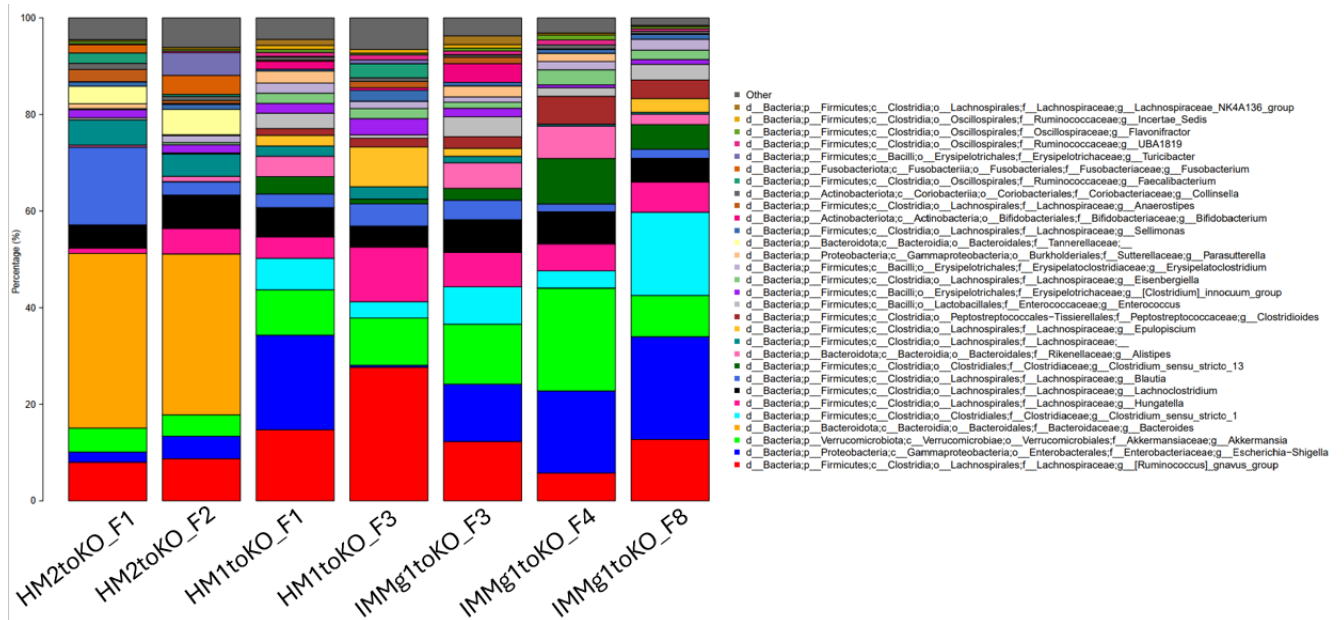 100
80
60
40
20
0
Percentage (%)
HM2toKO_F1
HM2toKO_F2
HM1toKO_F1
HM1toKO_F3
IMMg1toKO_F3
IMMg1toKO_F4
IMMg1toKO_F8
Other
d__Bacteria;p__Firmicutes;c__Clostridia;o__Lachnospirales;f__Lachnospiraceae;g__Lachnospiraceae_NK4A136_group
d__Bacteria;p__Firmicutes;c__Clostridia;o__Oscillospirales;f__Ruminococcaceae;g__Incertae_Sedis
d__Bacteria;p__Firmicutes;c__Clostridia;o__Oscillospirales;f__Oscillospiraceae;g__Flavonifractor
d__Bacteria;p__Firmicutes;c__Clostridia;o__Oscillospirales;f__Ruminococcaceae;g__UBA1819
d__Bacteria;p__Firmicutes;c__Bacilli;o__Erysipelotrichales;f__Erysipelotrichaceae;g__Turicibacter
d__Bacteria;p__Fusobacteriota;c__Fusobacteriia;o__Fusobacteriales;f__Fusobacteriaceae;g__Fusobacterium
d__Bacteria;p__Firmicutes;c__Clostridia;o__Oscillospirales;f__Ruminococcaceae;g__Faecalibacterium
d__Bacteria;p__Actinobacteriota;c__Coriobacteriia;o__Coriobacteriales;f__Coriobacteriaceae;g__Collinsella
d__Bacteria;p__Firmicutes;c__Clostridia;o__Lachnospirales;f__Lachnospiraceae;g__Anaerostipes
d__Bacteria;p__Actinobacteriota;c__Actinobacteria;o__Bifidobacteriales;f__Bifidobacteriaceae;g__Bifidobacterium
d__Bacteria;p__Firmicutes;c__Clostridia;o__Lachnospirales;f__Lachnospiraceae;g__Sellimonas
d__Bacteria;p__Bacteroidota;c__Bacteroidia;o__Bacteroidales;f__Tannerellaceae;__
d__Bacteria;p__Proteobacteria;c__Gammaproteobacteria;o__Burkholderiales;f__Sutterellaceae;g__Parasutterella
d__Bacteria;p__Firmicutes;c__Bacilli;o__Erysipelotrichales;f__Erysipelatoclostridiaceae;g__Erysipelatoclostridium
d__Bacteria;p__Firmicutes;c__Clostridia;o__Lachnospirales;f__Lachnospiraceae;g__Eisenbergiella
d__Bacteria;p__Firmicutes;c__Bacilli;o__Erysipelotrichales;f__Erysipelotrichaceae;g__[Clostridium]_innocuum_group
d__Bacteria;p__Firmicutes;c__Bacilli;o__Lactobacillales;f__Enterococcaceae;g__Enterococcus
d__Bacteria;p__Firmicutes;c__Clostridia;o__Peptostreptococcales-Tissierellales;f__Peptostreptococcaceae;g__Clostridioides
d__Bacteria;p__Firmicutes;c__Clostridia;o__Lachnospirales;f__Lachnospiraceae;g__Epulopiscium
d__Bacteria;p__Firmicutes;c__Clostridia;o__Lachnospirales;f__Lachnospiraceae;__
d__Bacteria;p__Bacteroidota;c__Bacteroidia;o__Bacteroidales;f__Rikenellaceae;g__Alistipes
d__Bacteria;p__Firmicutes;c__Clostridia;o__Clostridiales;f__Clostridiaceae;g__Clostridium_sensu_stricto_13
d__Bacteria;p__Firmicutes;c__Clostridia;o__Lachnospirales;f__Lachnospiraceae;g__Blautia
d__Bacteria;p__Firmicutes;c__Clostridia;o__Lachnospirales;f__Lachnospiraceae;g__Lachnoclostridium
d__Bacteria;p__Firmicutes;c__Clostridia;o__Lachnospirales;f__Lachnospiraceae;g__Hungatella
d__Bacteria;p__Firmicutes;c__Clostridia;o__Clostridiales;f__Clostridiaceae;g__Clostridium_sensu_stricto_1
d__Bacteria;p__Bacteroidota;c__Bacteroidia;o__Bacteroidales;f__Bacteroidaceae;g__Bacteroides
d__Bacteria;p__Verrucomicrobiota;c__Verrucomicrobiae;o__Verrucomicrobiales;f__Akkermansiaceae;g__Akkermansia
d__Bacteria;p__Proteobacteria;c__Gammaproteobacteria;o__Enterobacterales;f__Enterobacteriaceae;g__Escherichia-Shigella
d__Bacteria;p__Firmicutes;c__Clostridia;o__Lachnospirales;f__Lachnospiraceae;g__[Ruminococcus]_gnavus_group